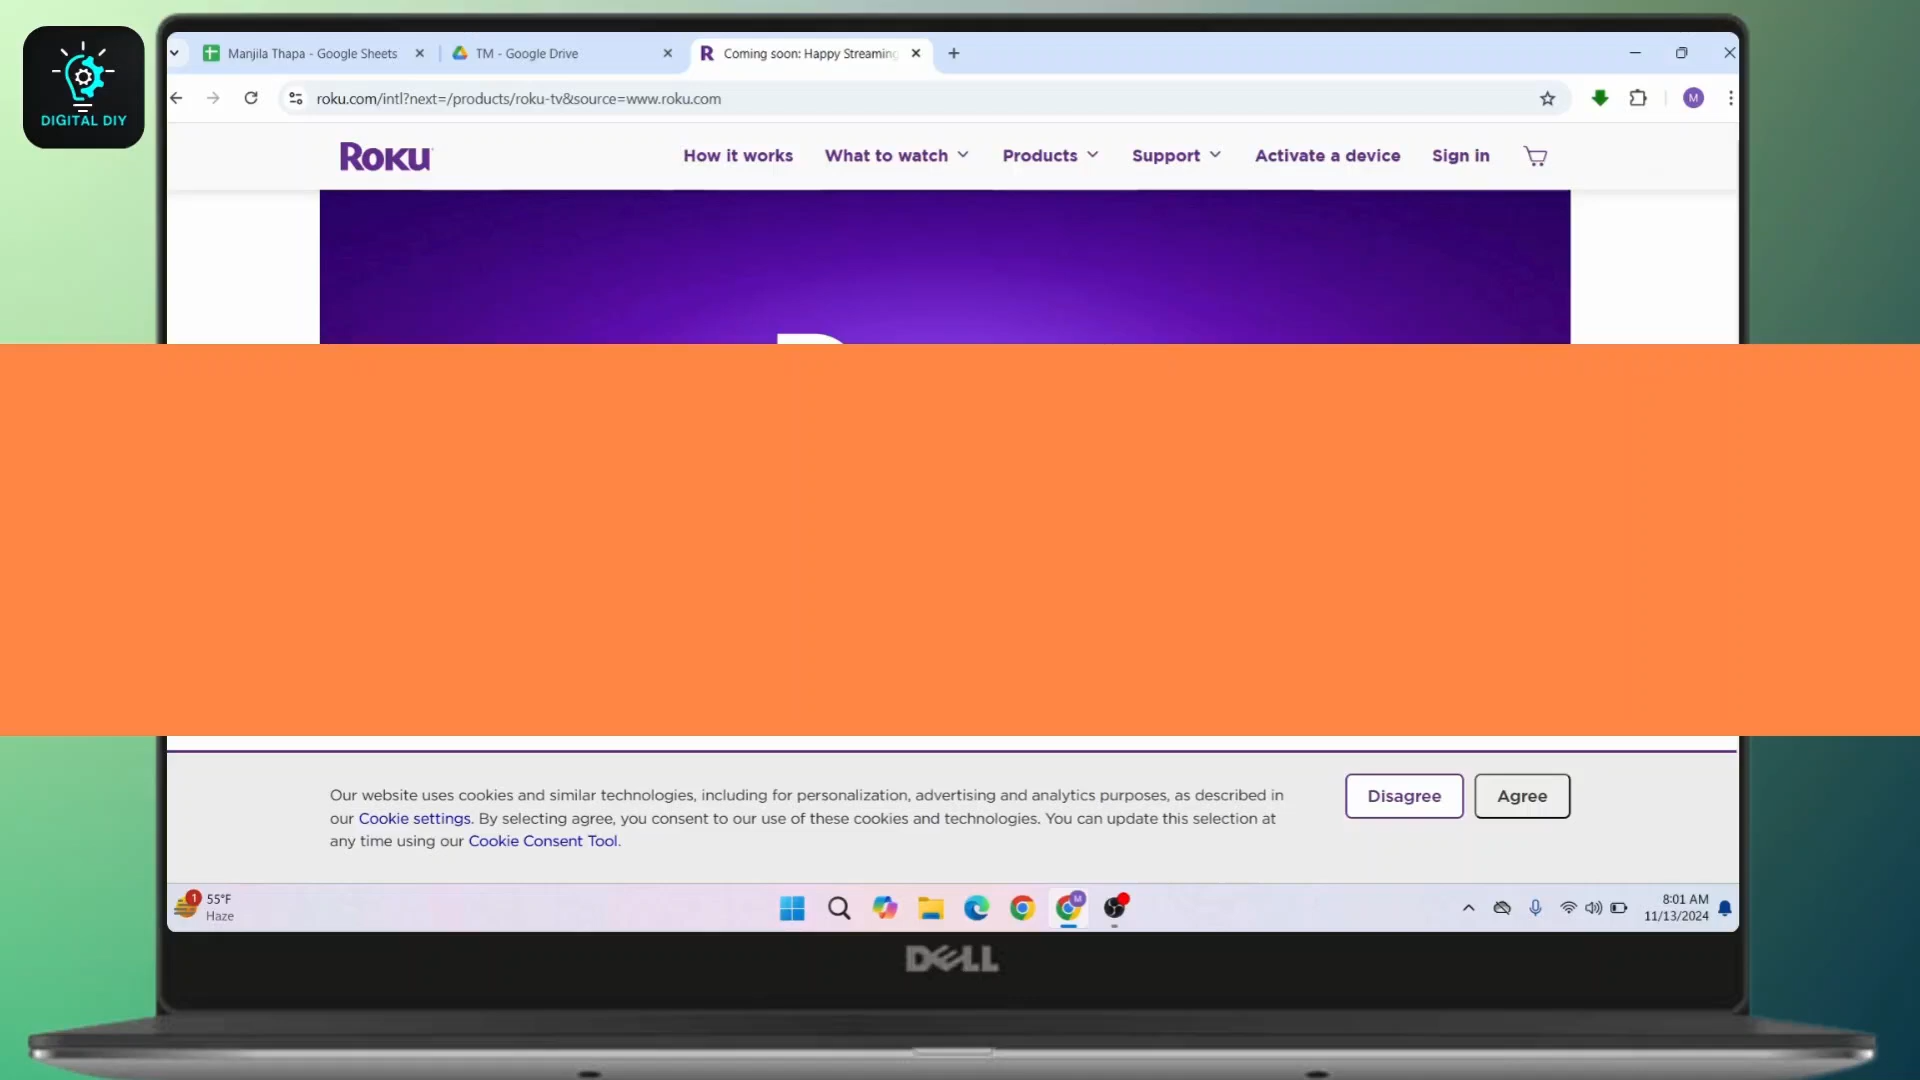 DIGITAL DIY
Manjila Thapa - Google Sheets
TM - Google Drive
Coming soon: Happy Streaming
roku.com/intl?next=/products/roku-tv&source=www.roku.com
M
ROKU
How it works
What to watch
Products
Support
Activate a device
Sign in
Our website uses cookies and similar technologies, including for personalization, advertising and analytics purposes, as described in
our Cookie settings. By selecting agree, you consent to our use of these cookies and technologies. You can update this selection at
any time using our Cookie Consent Tool.
Disagree
Agree
1
55°F
Haze
M
8:01 AM
11/13/2024
DELL